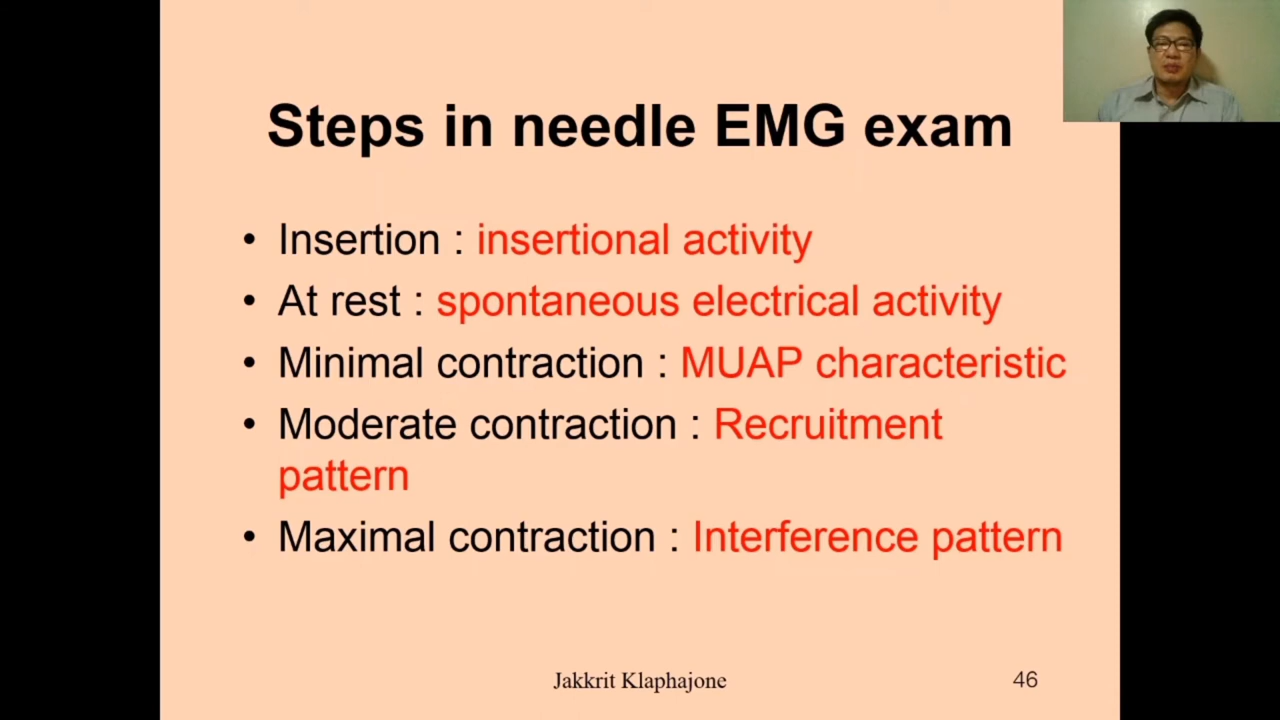 Steps in needle EMG exam
• Insertion : insertional activity
• At rest : spontaneous electrical activity
• Minimal contraction : MUAP characteristic
• Moderate contraction : Recruitment
pattern
• Maximal contraction : Interference pattern
Jakkrit Klaphajone
46